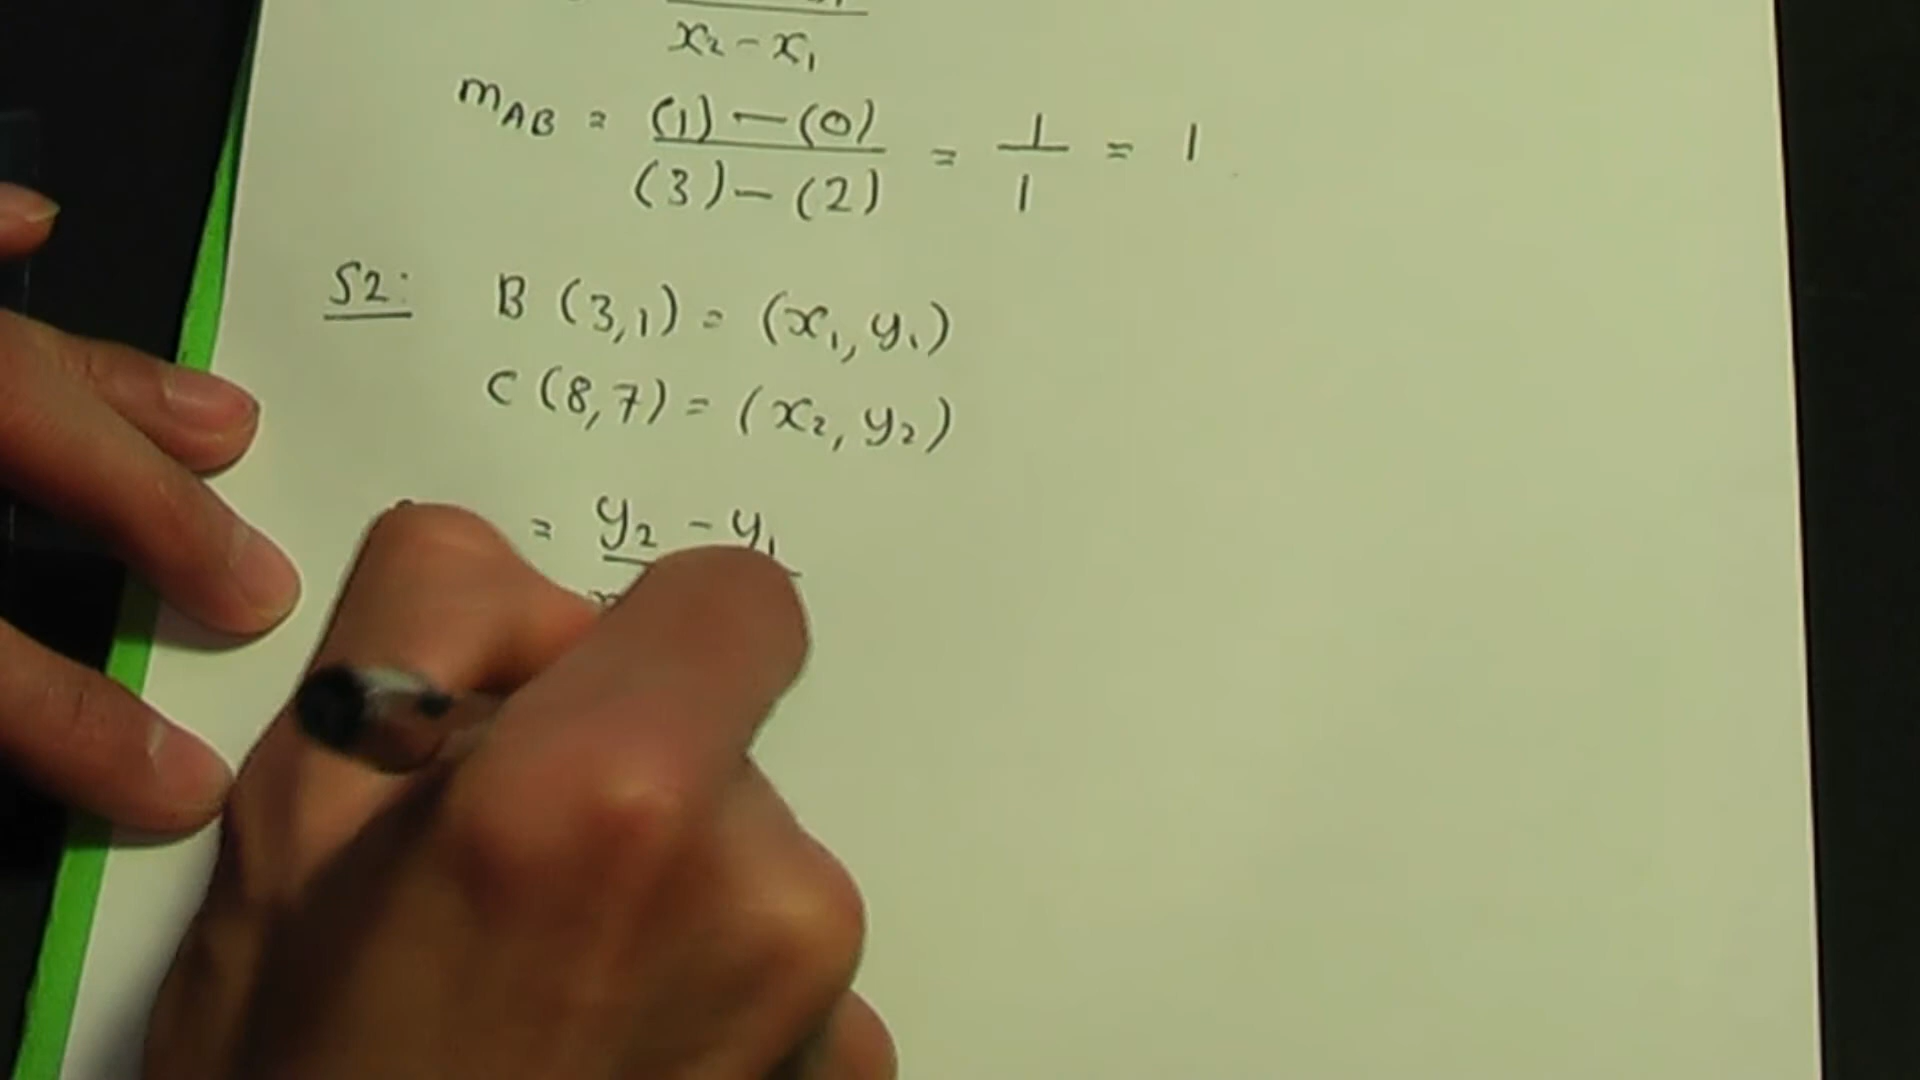 x₂ - x₁
mAB = (1) - (0) / (3) - (2) = 1 / 1 = 1
S2: B (3,1) = (x₁, y₁)
C (8,7) = (x₂, y₂)
= y₂ - y₁